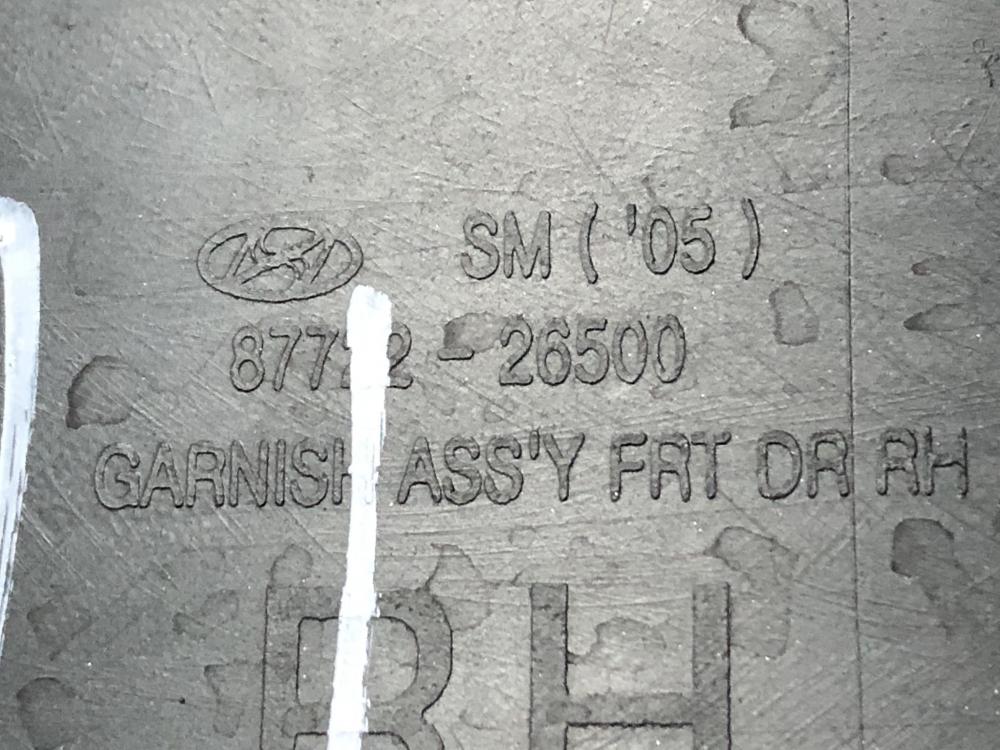 SM ( '05 )
87722 - 26500
GARNISH ASS'Y FRT DR RH
RH